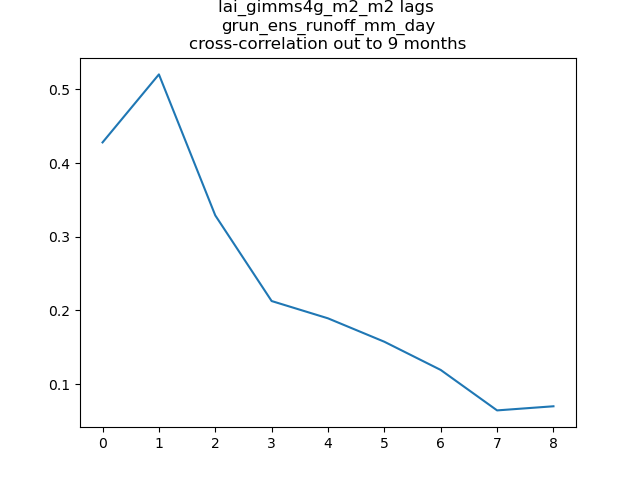 lai_gimms4g_m2_m2 lags
grun_ens_runoff_mm_day
cross-correlation out to 9 months
0.5
0.4
0.3
0.2
0.1
0 1 2 3 4 5 6 7 8